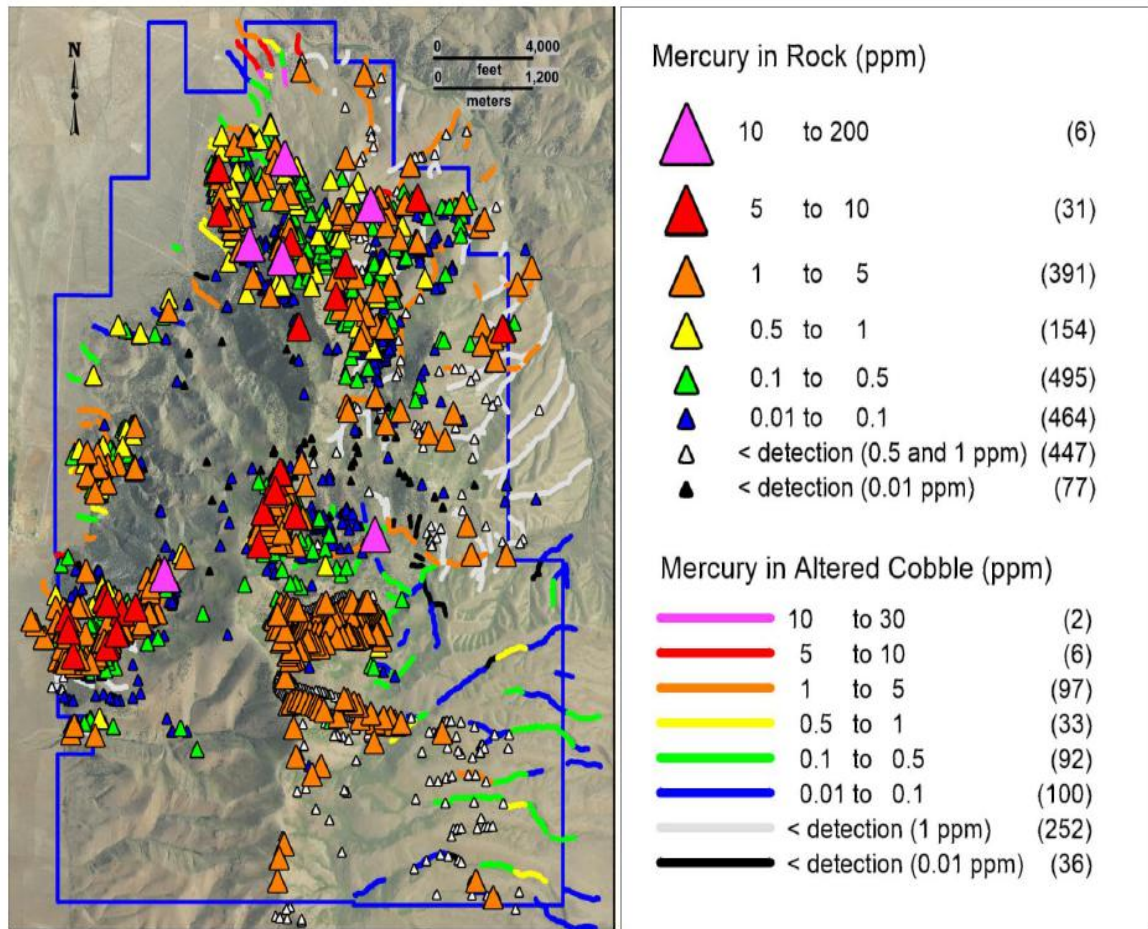 N
0 4,000
feet
0 1,200
meters
Mercury in Rock (ppm)
10 to 200 (6)
5 to 10 (31)
1 to 5 (391)
0.5 to 1 (154)
0.1 to 0.5 (495)
0.01 to 0.1 (464)
< detection (0.5 and 1 ppm) (447)
< detection (0.01 ppm) (77)
Mercury in Altered Cobble (ppm)
10 to 30 (2)
5 to 10 (6)
1 to 5 (97)
0.5 to 1 (33)
0.1 to 0.5 (92)
0.01 to 0.1 (100)
< detection (1 ppm) (252)
< detection (0.01 ppm) (36)